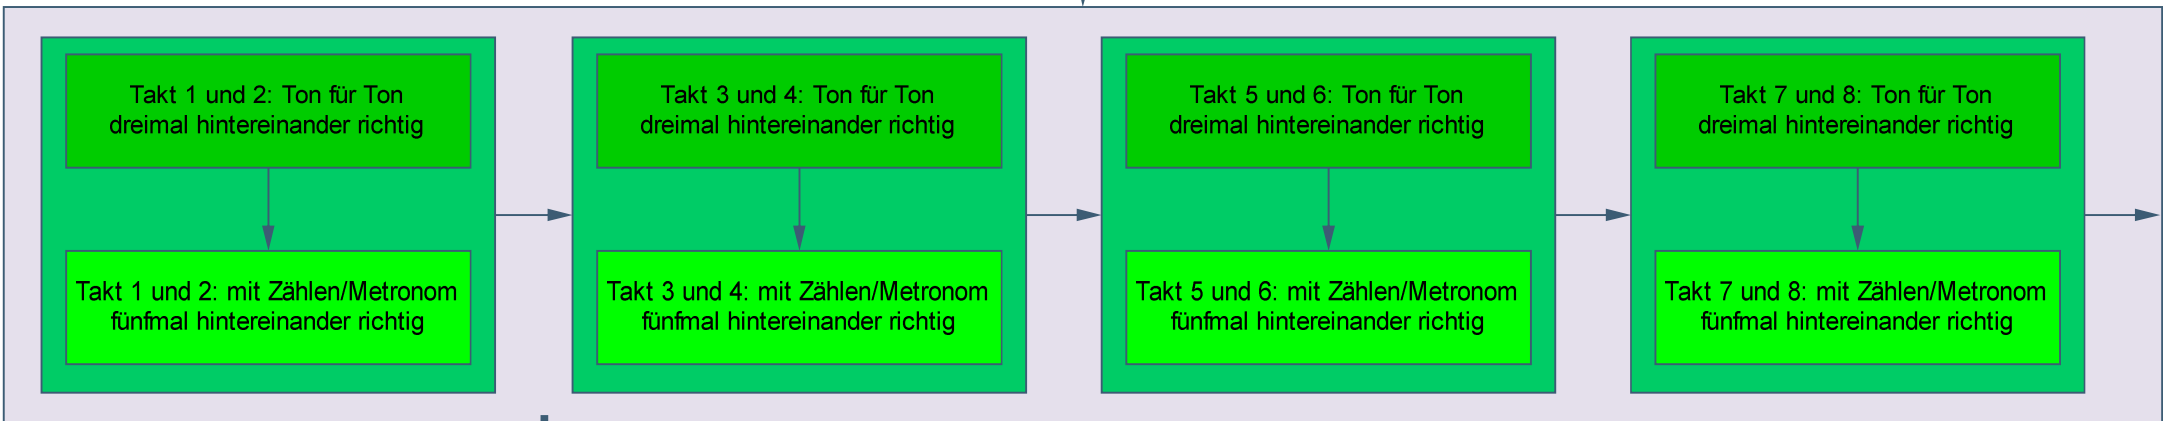 Takt 1 und 2: Ton für Ton
dreimal hintereinander richtig
Takt 1 und 2: mit Zählen/Metronom
fünfmal hintereinander richtig
Takt 3 und 4: Ton für Ton
dreimal hintereinander richtig
Takt 3 und 4: mit Zählen/Metronom
fünfmal hintereinander richtig
Takt 5 und 6: Ton für Ton
dreimal hintereinander richtig
Takt 5 und 6: mit Zählen/Metronom
fünfmal hintereinander richtig
Takt 7 und 8: Ton für Ton
dreimal hintereinander richtig
Takt 7 und 8: mit Zählen/Metronom
fünfmal hintereinander richtig